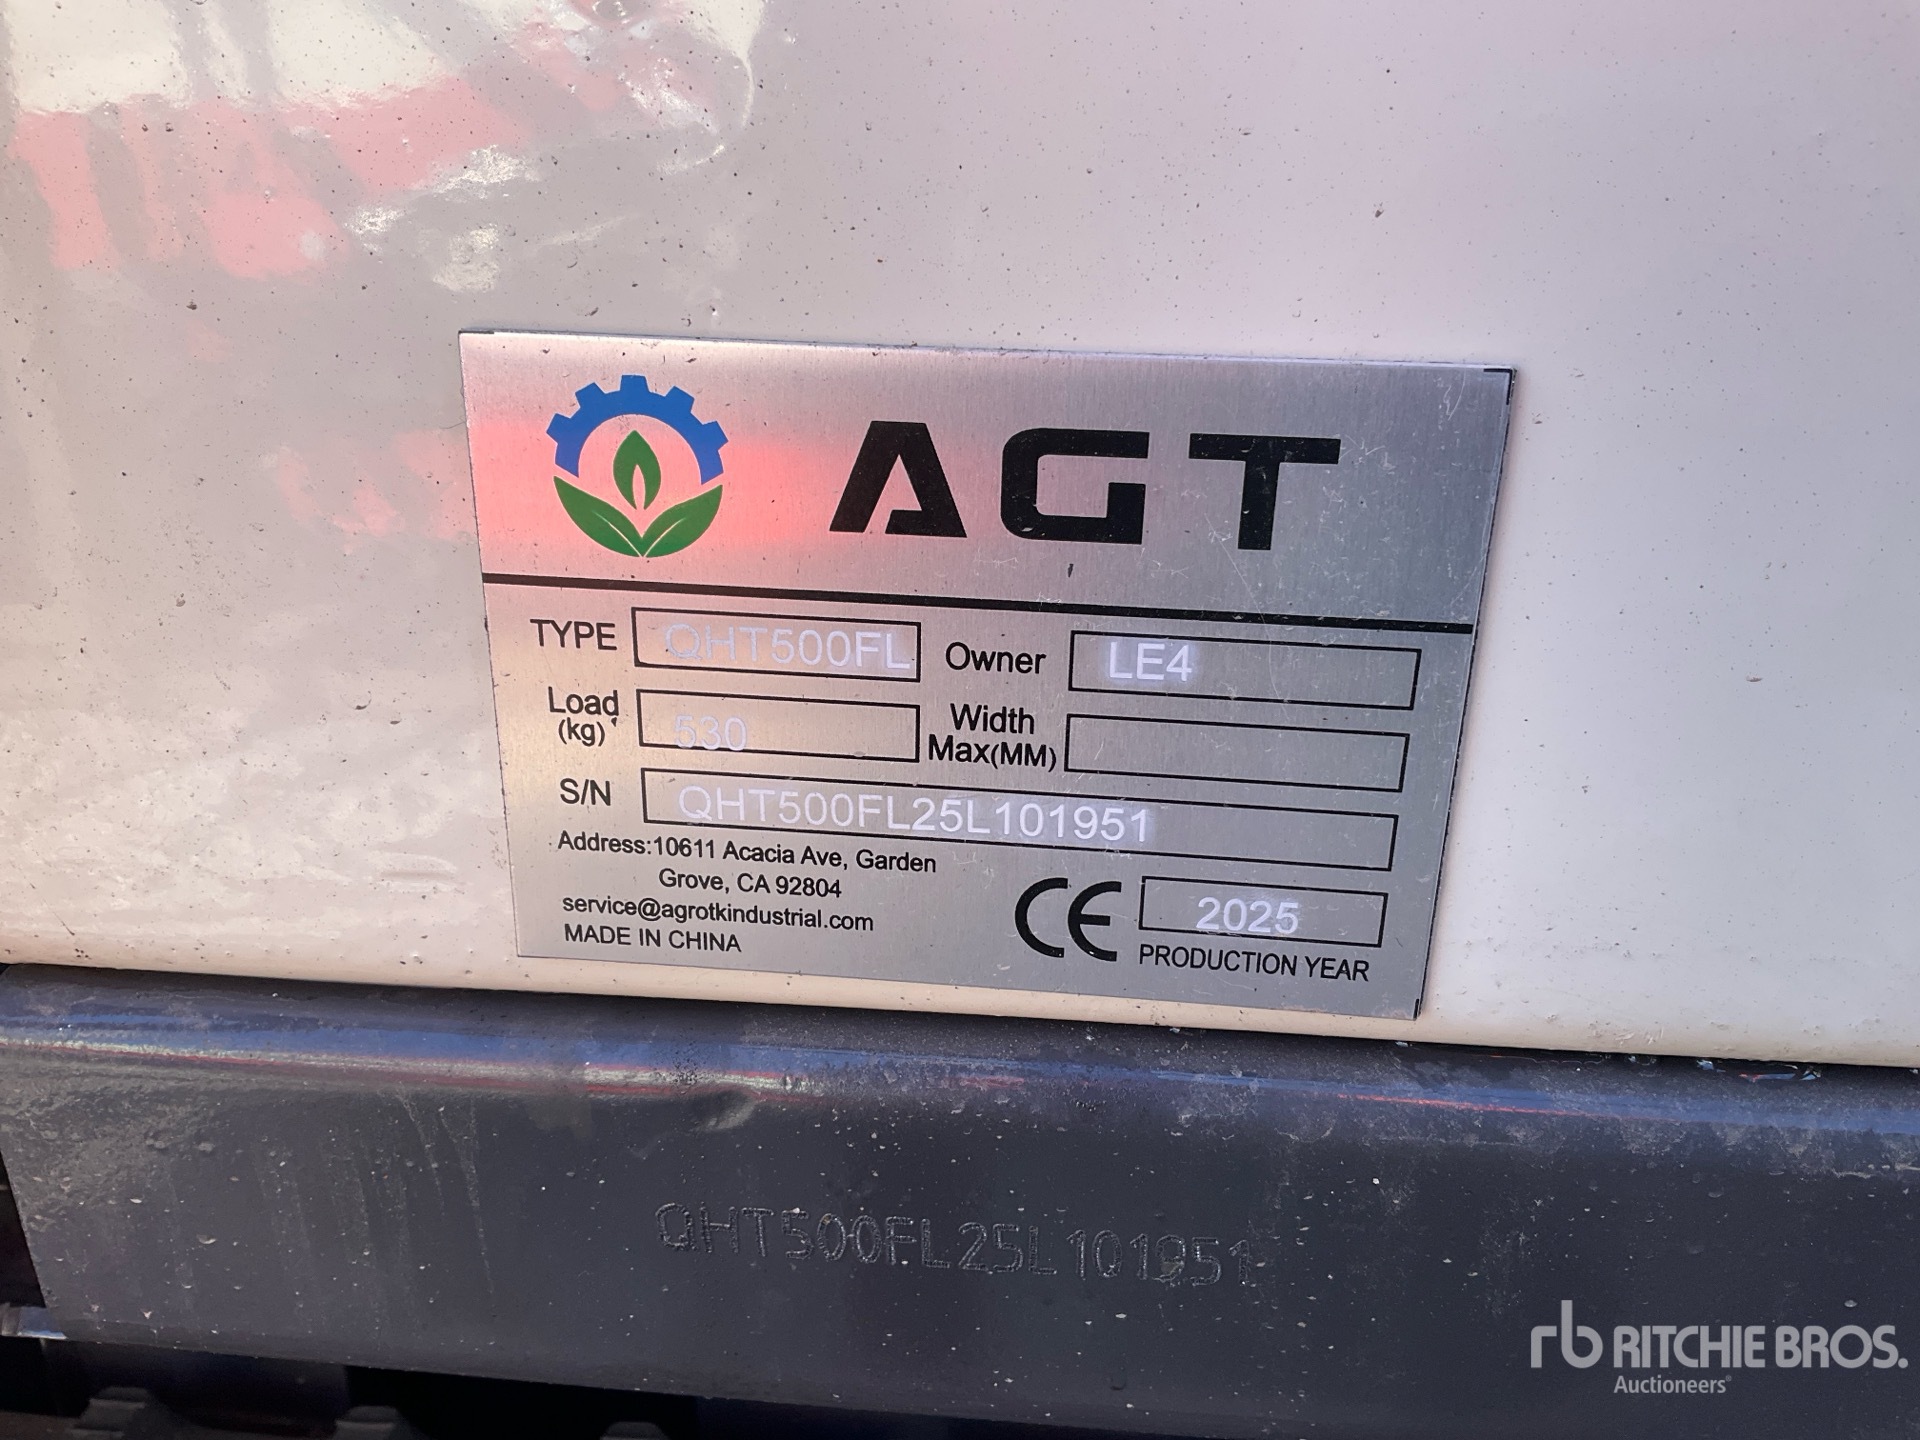 AGT
TYPE QHT500FL Owner LE4
Load (kg) 530 Width Max(MM)
S/N QHT500FL25L101951
Address:10611 Acacia Ave, Garden
Grove, CA 92804
service@agrotkindustrial.com
MADE IN CHINA
CE 2025
PRODUCTION YEAR
QHT500FL25L101951
rb RITCHIE BROS.
Auctioneers